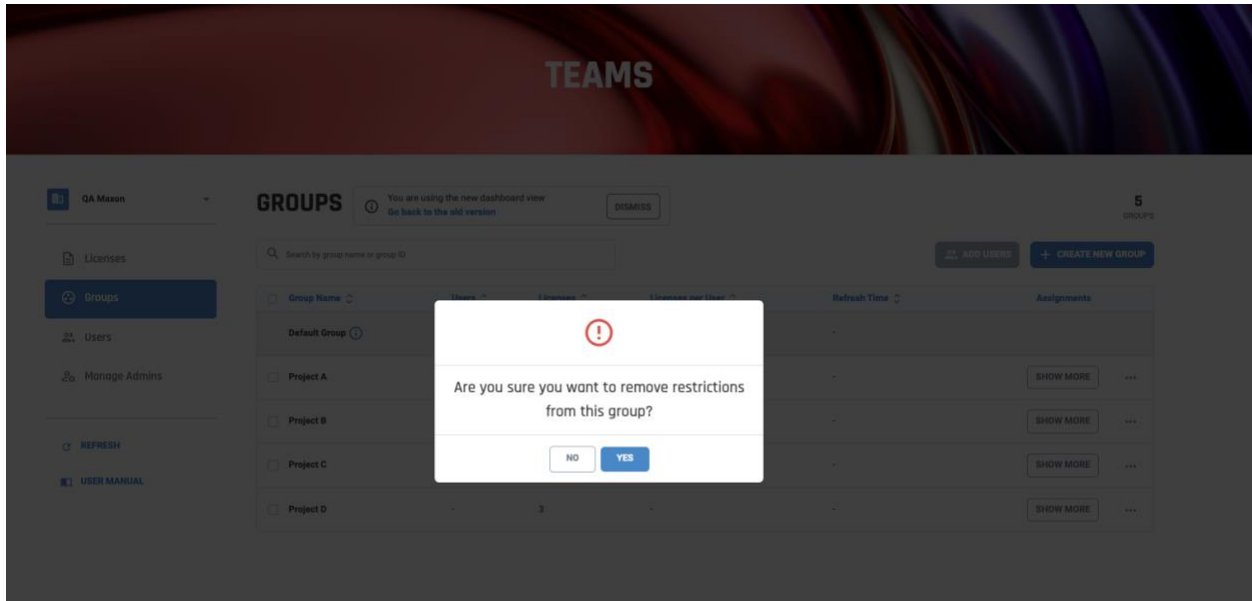 TEAMS
QA Maxon
GROUPS
You are using the new dashboard view
Go back to the old version
DISMISS
5
GROUPS
Licenses
Groups
Users
Manage Admins
REFRESH
USER MANUAL
Search by group name or group ID
ADD USERS
+ CREATE NEW GROUP
Group Name Users Licenses Licenses per User Refresh Time Assignments
Default Group -
Project A - SHOW MORE ...
Project B - SHOW MORE ...
Project C - SHOW MORE ...
Project D - 3 - - SHOW MORE ...
Are you sure you want to remove restrictions
from this group?
NO YES